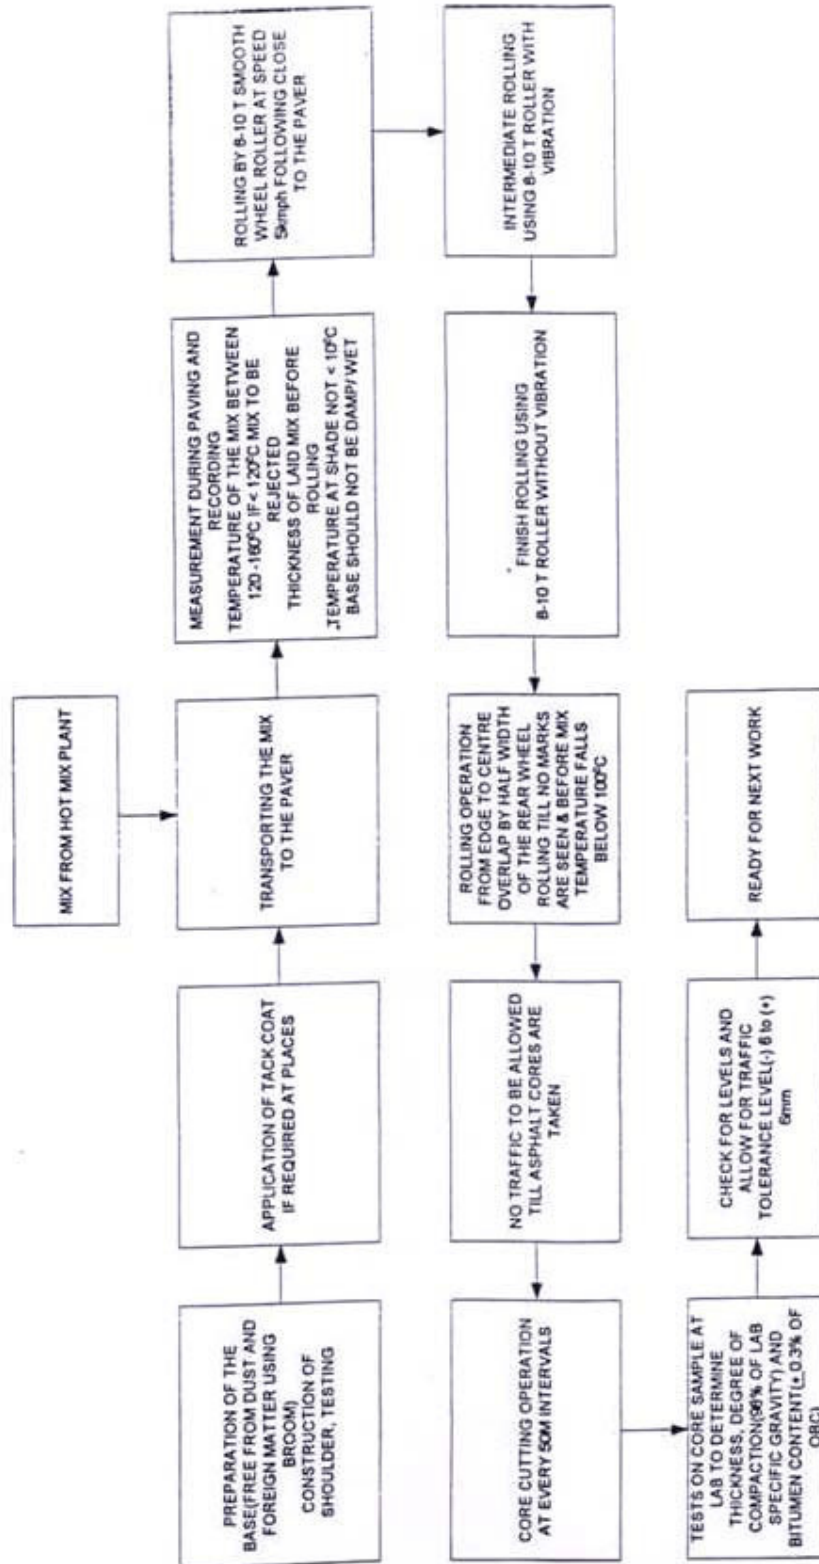 MIX FROM HOT MIX PLANT
PREPARATION OF THE
BASE(FREE FROM DUST AND
FOREIGN MATTER USING
BROOM)
CONSTRUCTION OF
SHOULDER, TESTING
APPLICATION OF TACK COAT
IF REQUIRED AT PLACES
TRANSPORTING THE MIX
TO THE PAVER
MEASUREMENT DURING PAVING AND
RECORDING
TEMPERATURE OF THE MIX BETWEEN
120-160ºC IF < 120ºC MIX TO BE
REJECTED
THICKNESS OF LAID MIX BEFORE
ROLLING
.TEMPERATURE AT SHADE NOT < 10ºC
BASE SHOULD NOT BE DAMP/ WET
ROLLING BY 8-10 T SMOOTH
WHEEL ROLLER AT SPEED
5kmph FOLLOWING CLOSE
TO THE PAVER
INTERMEDIATE ROLLING
USING 8-10 T ROLLER WITH
VIBRATION
FINISH ROLLING USING
8-10 T ROLLER WITHOUT VIBRATION
ROLLING OPERATION
FROM EDGE TO CENTRE
OVERLAP BY HALF WIDTH
OF THE REAR WHEEL
ROLLING TILL NO MARKS
ARE SEEN & BEFORE MIX
TEMPERATURE FALLS
BELOW 100ºC
NO TRAFFIC TO BE ALLOWED
TILL ASPHALT CORES ARE
TAKEN
CORE CUTTING OPERATION
AT EVERY 50M INTERVALS
TESTS ON CORE SAMPLE AT
LAB TO DETERMINE
THICKNESS, DEGREE OF
COMPACTION(98% OF LAB
SPECIFIC GRAVITY) AND
BITUMEN CONTENT(± 0.3% OF
OBC)
CHECK FOR LEVELS AND
ALLOW FOR TRAFFIC
TOLERANCE LEVEL(-) 6 to (+)
6mm
READY FOR NEXT WORK